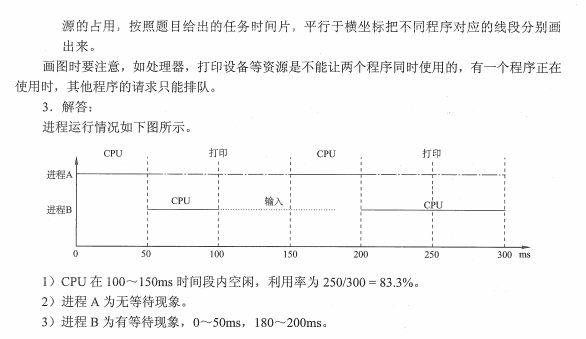 源的占用，按照题目给出的任务时间片，平行于横坐标把不同程序对应的线段分别画
出来。
画图时要注意，如处理器，打印设备等资源是不能让两个程序同时使用的，有一个程序正在
使用时，其他程序的请求只能排队。
3．解答：
进程运行情况如下图所示。
CPU 打印 CPU 打印
进程A
CPU 输入 CPU
进程B
0 50 100 150 200 250 300 ms
1）CPU 在 100～150ms 时间段内空闲，利用率为 250/300 = 83.3%。
2）进程 A 为无等待现象。
3）进程 B 为有等待现象，0～50ms，180～200ms。